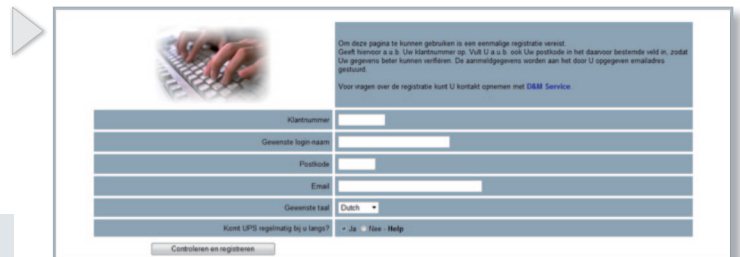 Om deze pagina te kunnen gebruiken is een eenmalige registratie vereist.
Geeft hiervoor a.u.b. Uw klantnummer op. Vult U a.u.b. ook Uw postkode in het daarvoor bestemde veld in, zodat
Uw gegevens beter kunnen verifiëren. De aanmeldgegevens worden aan het door U opgegeven emailadres
gestuurd.
Voor vragen over de registratie kunt U kontakt opnemen met D&M Service
Klantnummer
Gewenste login-naam
Postkode
Email
Gewenste taal Dutch
Komt UPS regelmatig bij u langs? Ja Nee - Help
Controleren en registreren